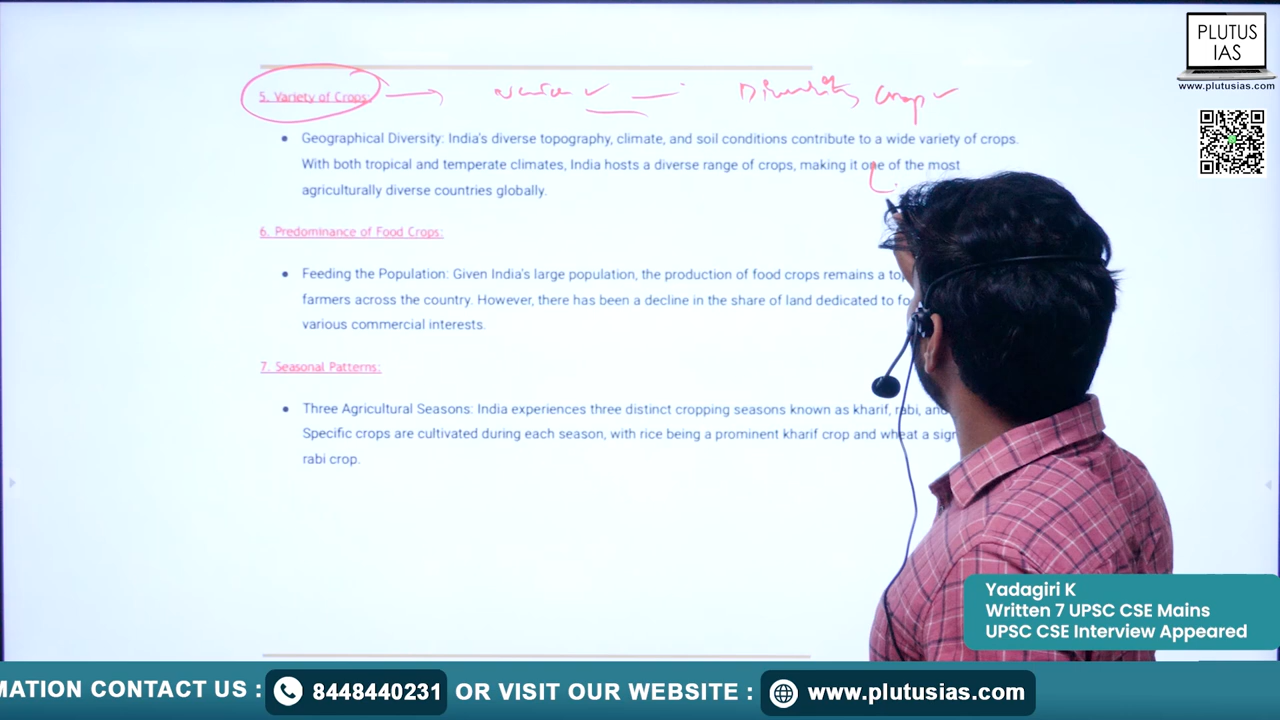 PLUTUS
IAS
www.plutusias.com
5. Variety of Crops: Diversity crop
Geographical Diversity: India's diverse topography, climate, and soil conditions contribute to a wide variety of crops.
With both tropical and temperate climates, India hosts a diverse range of crops, making it one of the most
agriculturally diverse countries globally.
6. Predominance of Food Crops:
Feeding the Population: Given India's large population, the production of food crops remains a to
farmers across the country. However, there has been a decline in the share of land dedicated to fo
various commercial interests.
7. Seasonal Patterns:
Three Agricultural Seasons: India experiences three distinct cropping seasons known as kharif, rabi, an
Specific crops are cultivated during each season, with rice being a prominent kharif crop and wheat a sig
rabi crop.
Yadagiri K
Written 7 UPSC CSE Mains
UPSC CSE Interview Appeared
MATION CONTACT US : 8448440231 OR VISIT OUR WEBSITE : www.plutusias.com